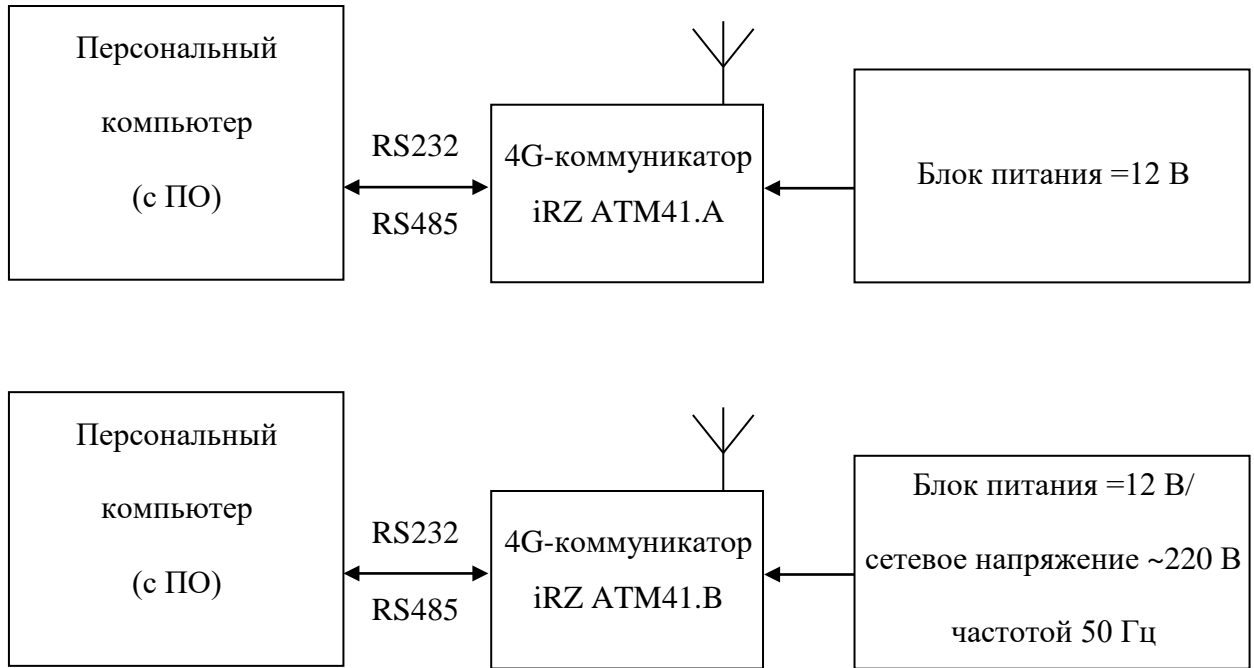 Персональный
компьютер
(с ПО)
RS232
RS485
4G-коммуникатор
iRZ ATM41.A
Блок питания =12 В
Персональный
компьютер
(с ПО)
RS232
RS485
4G-коммуникатор
iRZ ATM41.B
Блок питания =12 В/
сетевое напряжение ~220 В
частотой 50 Гц